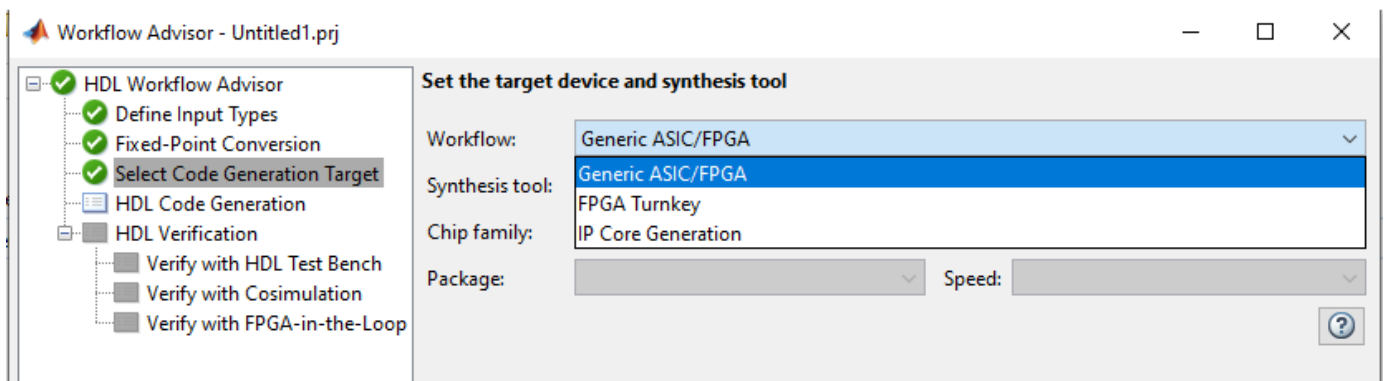 Workflow Advisor - Untitled1.prj
HDL Workflow Advisor
Define Input Types
Fixed-Point Conversion
Select Code Generation Target
HDL Code Generation
HDL Verification
Verify with HDL Test Bench
Verify with Cosimulation
Verify with FPGA-in-the-Loop
Set the target device and synthesis tool
Workflow: Generic ASIC/FPGA
Generic ASIC/FPGA
Synthesis tool:
FPGA Turnkey
Chip family: IP Core Generation
Package: Speed:
?